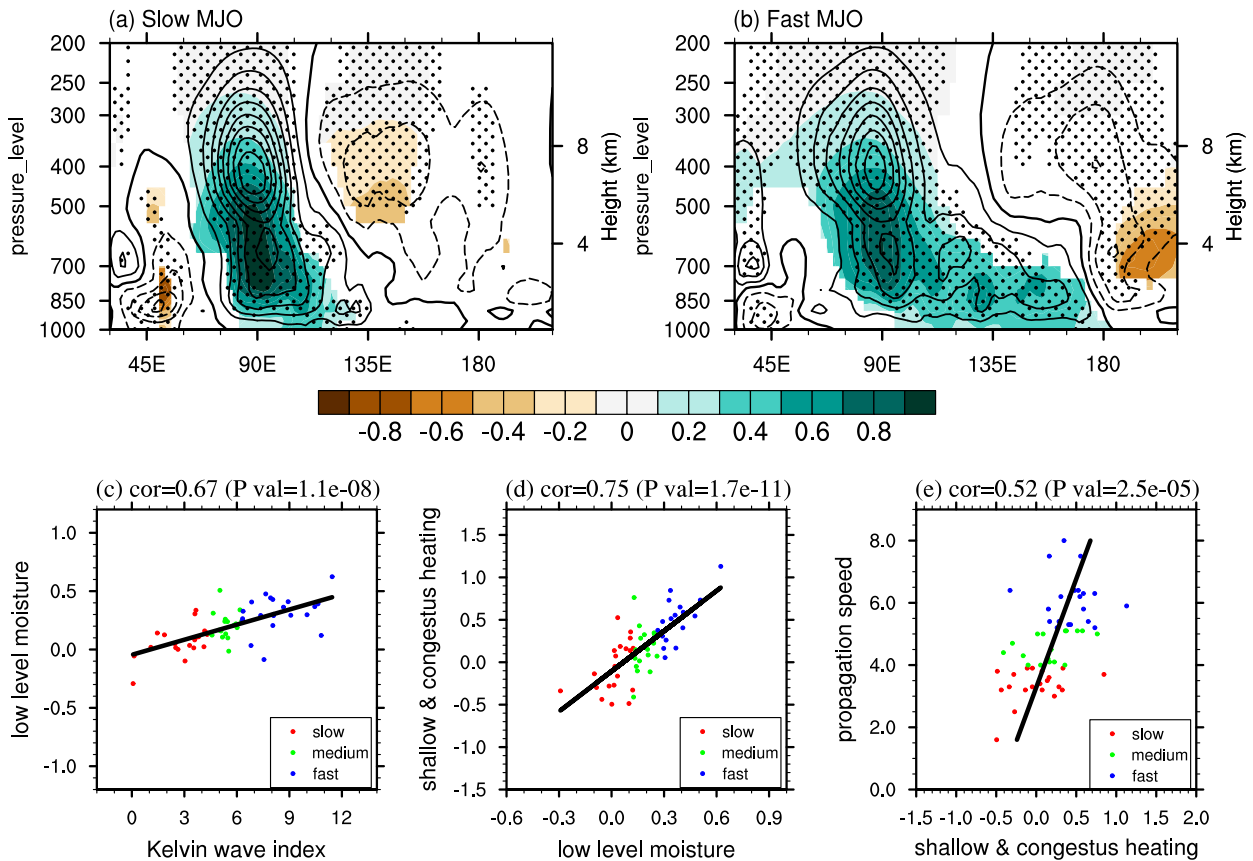 (a) Slow MJO
(b) Fast MJO
200
250
300
400
500
700
850
1000
pressure_level
8
4
Height (km)
45E 90E 135E 180
200
250
300
400
500
700
850
1000
pressure_level
8
4
Height (km)
45E 90E 135E 180
-0.8 -0.6 -0.4 -0.2 0 0.2 0.4 0.6 0.8
(c) cor=0.67 (P val=1.1e-08)
1.2
1.0
0.5
0.0
-0.5
-1.0
low level moisture
slow
medium
fast
0 3 6 9 12
Kelvin wave index
(d) cor=0.75 (P val=1.7e-11)
1.5
1.0
0.5
0.0
-0.5
-1.0
-1.5
shallow & congestus heating
slow
medium
fast
-0.6 -0.3 0.0 0.3 0.6 0.9
low level moisture
(e) cor=0.52 (P val=2.5e-05)
8.0
6.0
4.0
2.0
0.0
propagation speed
slow
medium
fast
-1.5 -1.0 -0.5 0.0 0.5 1.0 1.5 2.0
shallow & congestus heating